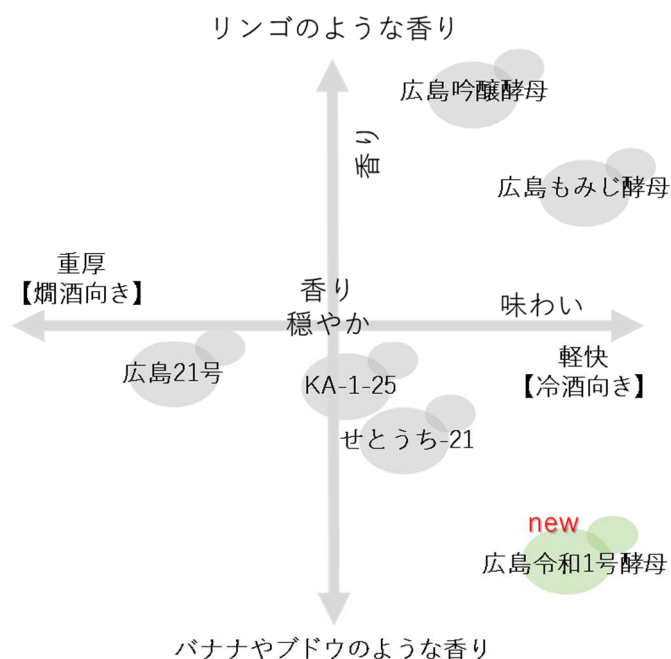 リンゴのような香り
広島吟醸酵母
香り
広島もみじ酵母
重厚
【燗酒向き】
香り
穏やか
味わい
軽快
【冷酒向き】
広島21号
KA-1-25
せとうち-21
new
広島令和1号酵母
バナナやブドウのような香り